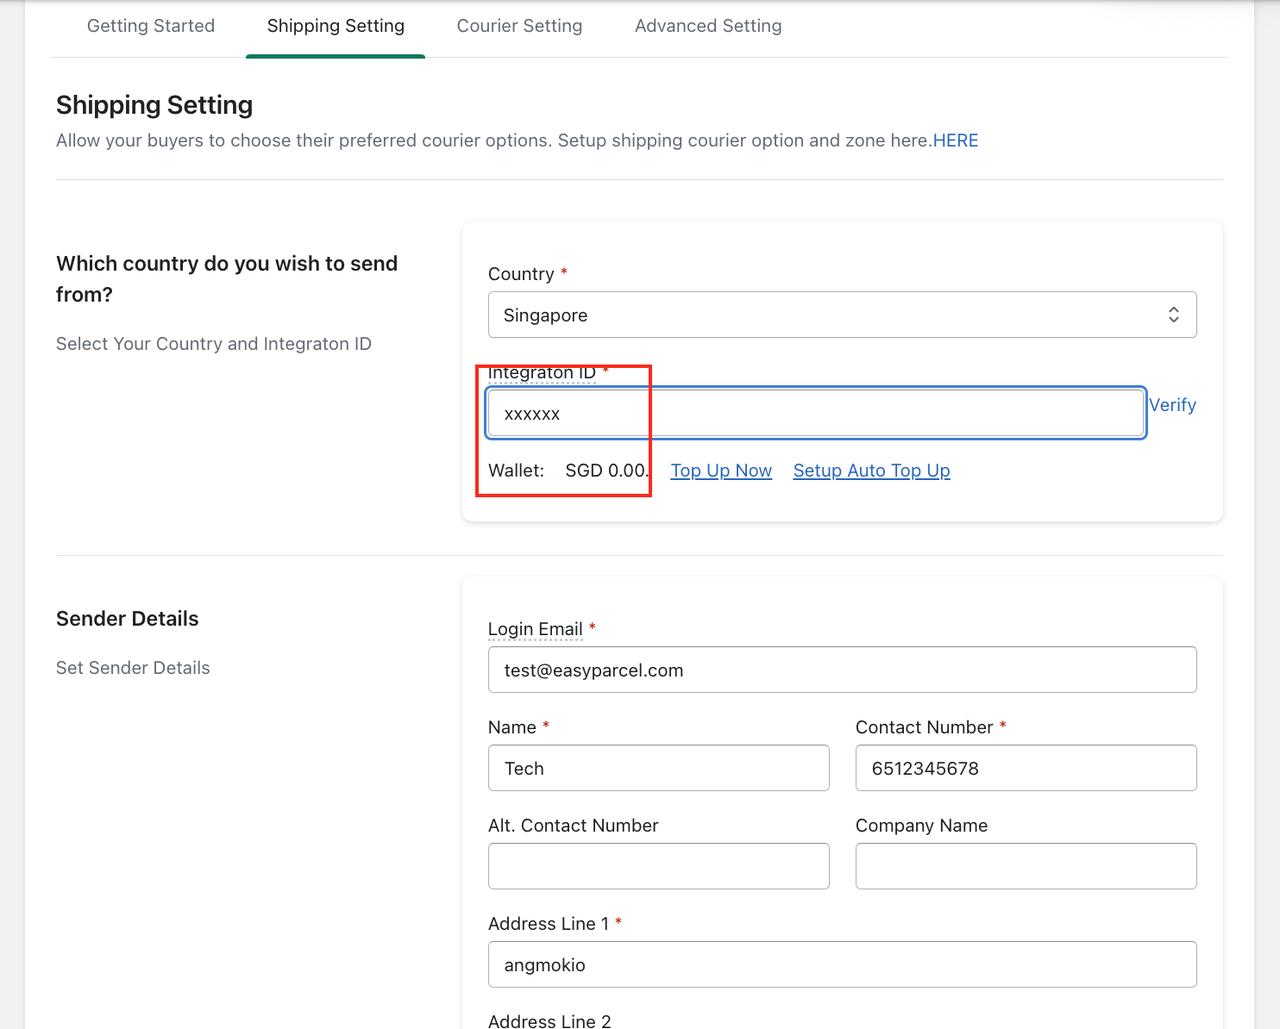 Getting Started Shipping Setting Courier Setting Advanced Setting
Shipping Setting
Allow your buyers to choose their preferred courier options. Setup shipping courier option and zone here.HERE
Which country do you wish to send
from?
Select Your Country and Integraton ID
Country *
Singapore
Integraton ID *
xxxxxx
Verify
Wallet: SGD 0.00. Top Up Now Setup Auto Top Up
Sender Details
Set Sender Details
Login Email *
test@easyparcel.com
Name * Contact Number *
Tech 6512345678
Alt. Contact Number Company Name
Address Line 1 *
angmokio
Address Line 2